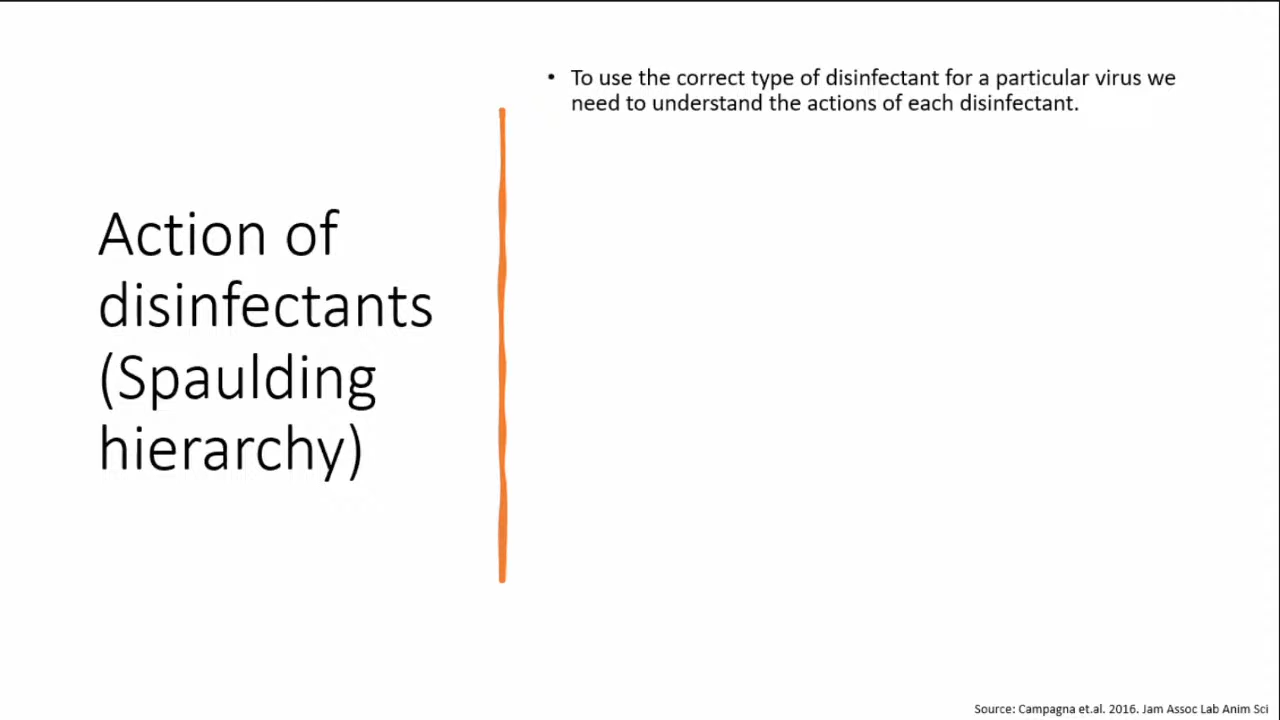 Action of
disinfectants
(Spaulding
hierarchy)
• To use the correct type of disinfectant for a particular virus we
need to understand the actions of each disinfectant.
Source: Campagna et.al. 2016. Jam Assoc Lab Anim Sci